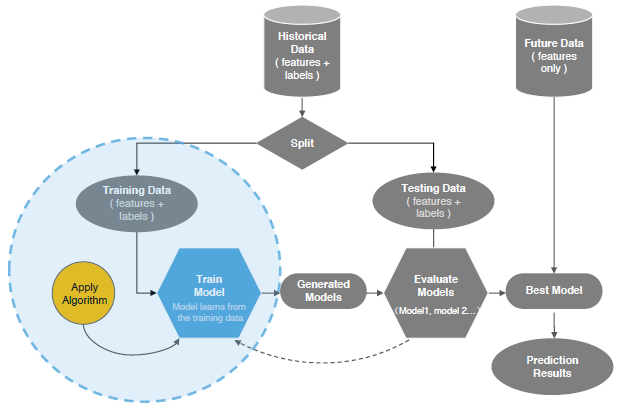 Historical
Data
( features +
labels )
Future Data
( features
only )
Split
Training Data
( features +
labels )
Testing Data
( features +
labels )
Apply
Algorithm
Train
Model
Model learns from
the training data
Generated
Models
Evaluate
Models
(Model1, model 2...)
Best Model
Prediction
Results